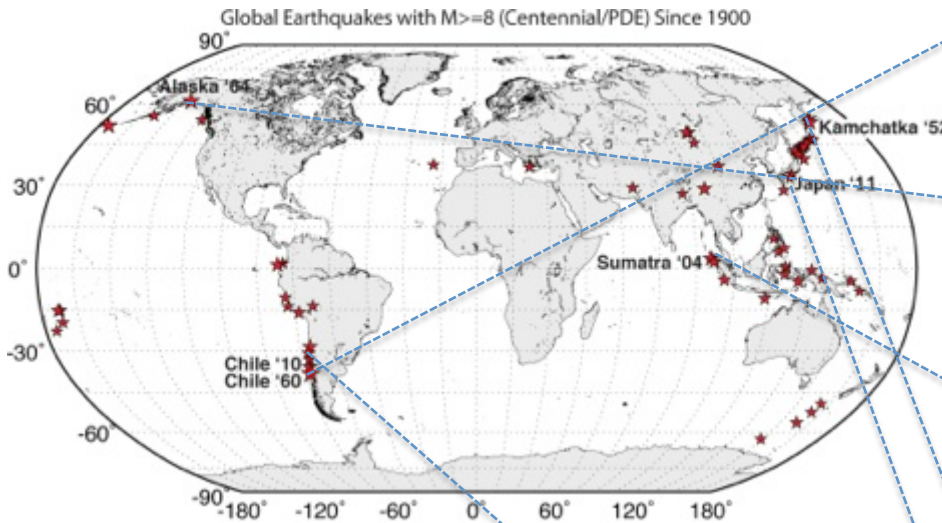 Global Earthquakes with M>=8 (Centennial/PDE) Since 1900
90˚
Alaska '64
60˚
Kamchatka '52
30˚
Japan '11
0˚
Sumatra '04
-30˚
Chile '10
Chile '60
-60˚
-90˚
-180˚ -120˚ -60˚ 0˚ 60˚ 120˚ 180˚